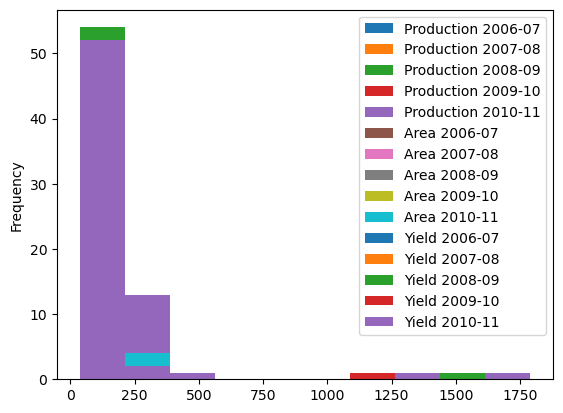 50
40
30
20
10
0
Frequency
0 250 500 750 1000 1250 1500 1750
Production 2006-07
Production 2007-08
Production 2008-09
Production 2009-10
Production 2010-11
Area 2006-07
Area 2007-08
Area 2008-09
Area 2009-10
Area 2010-11
Yield 2006-07
Yield 2007-08
Yield 2008-09
Yield 2009-10
Yield 2010-11